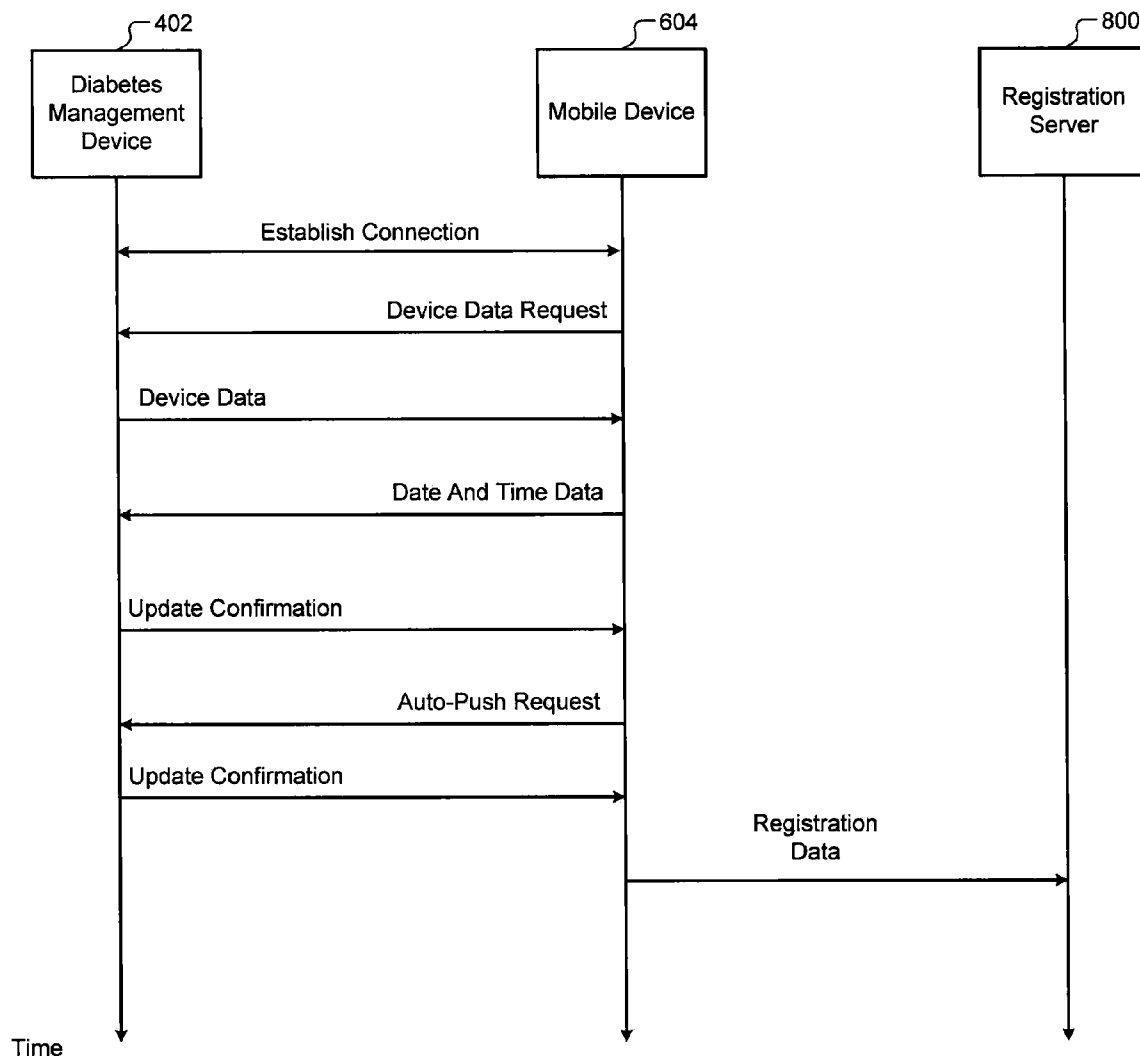 402
604
800
Diabetes
Management
Device
Mobile Device
Registration
Server
Establish Connection
Device Data Request
Device Data
Date And Time Data
Update Confirmation
Auto-Push Request
Update Confirmation
Registration
Data
Time